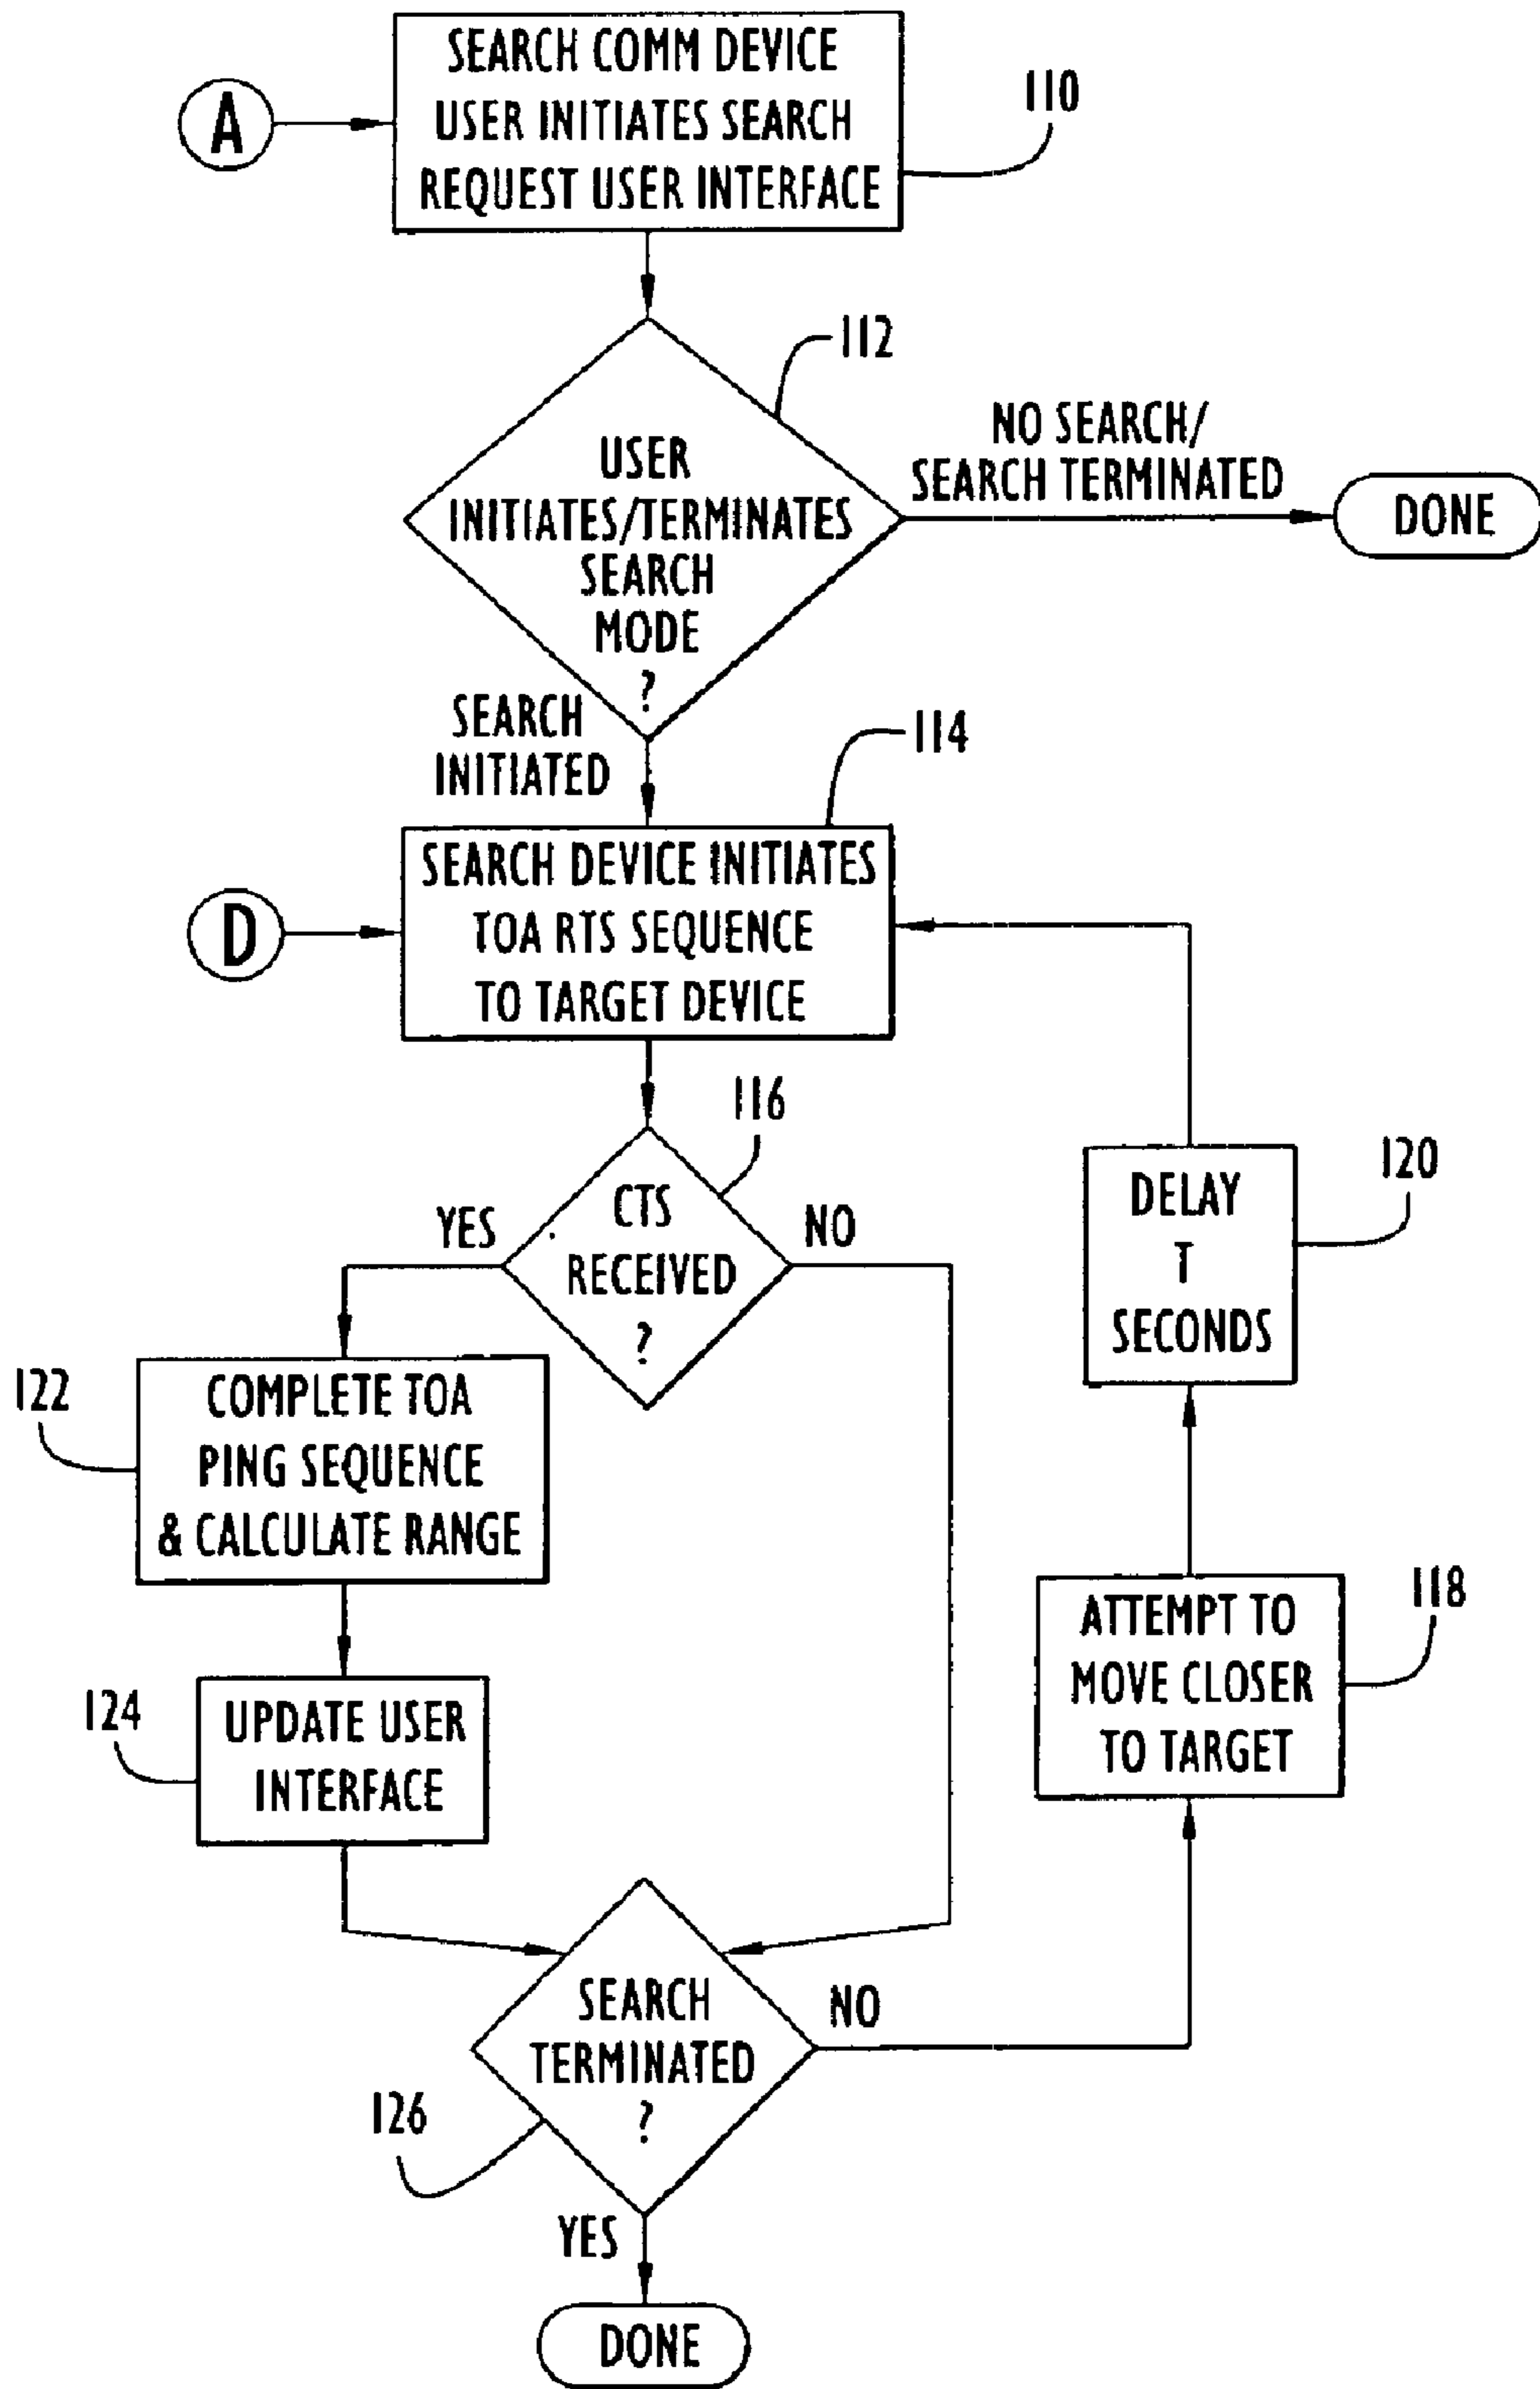 SEARCH COMM DEVICE
USER INITIATES SEARCH
REQUEST USER INTERFACE
110
A
112
USER
INITIATES/TERMINATES
SEARCH
MODE
?
NO SEARCH/
SEARCH TERMINATED
DONE
SEARCH
INITIATED
114
SEARCH DEVICE INITIATES
TOA RTS SEQUENCE
TO TARGET DEVICE
D
116
CTS
RECEIVED
?
YES
NO
120
DELAY
T
SECONDS
122
COMPLETE TOA
PING SEQUENCE
& CALCULATE RANGE
118
ATTEMPT TO
MOVE CLOSER
TO TARGET
124
UPDATE USER
INTERFACE
SEARCH
TERMINATED
?
NO
126
YES
DONE